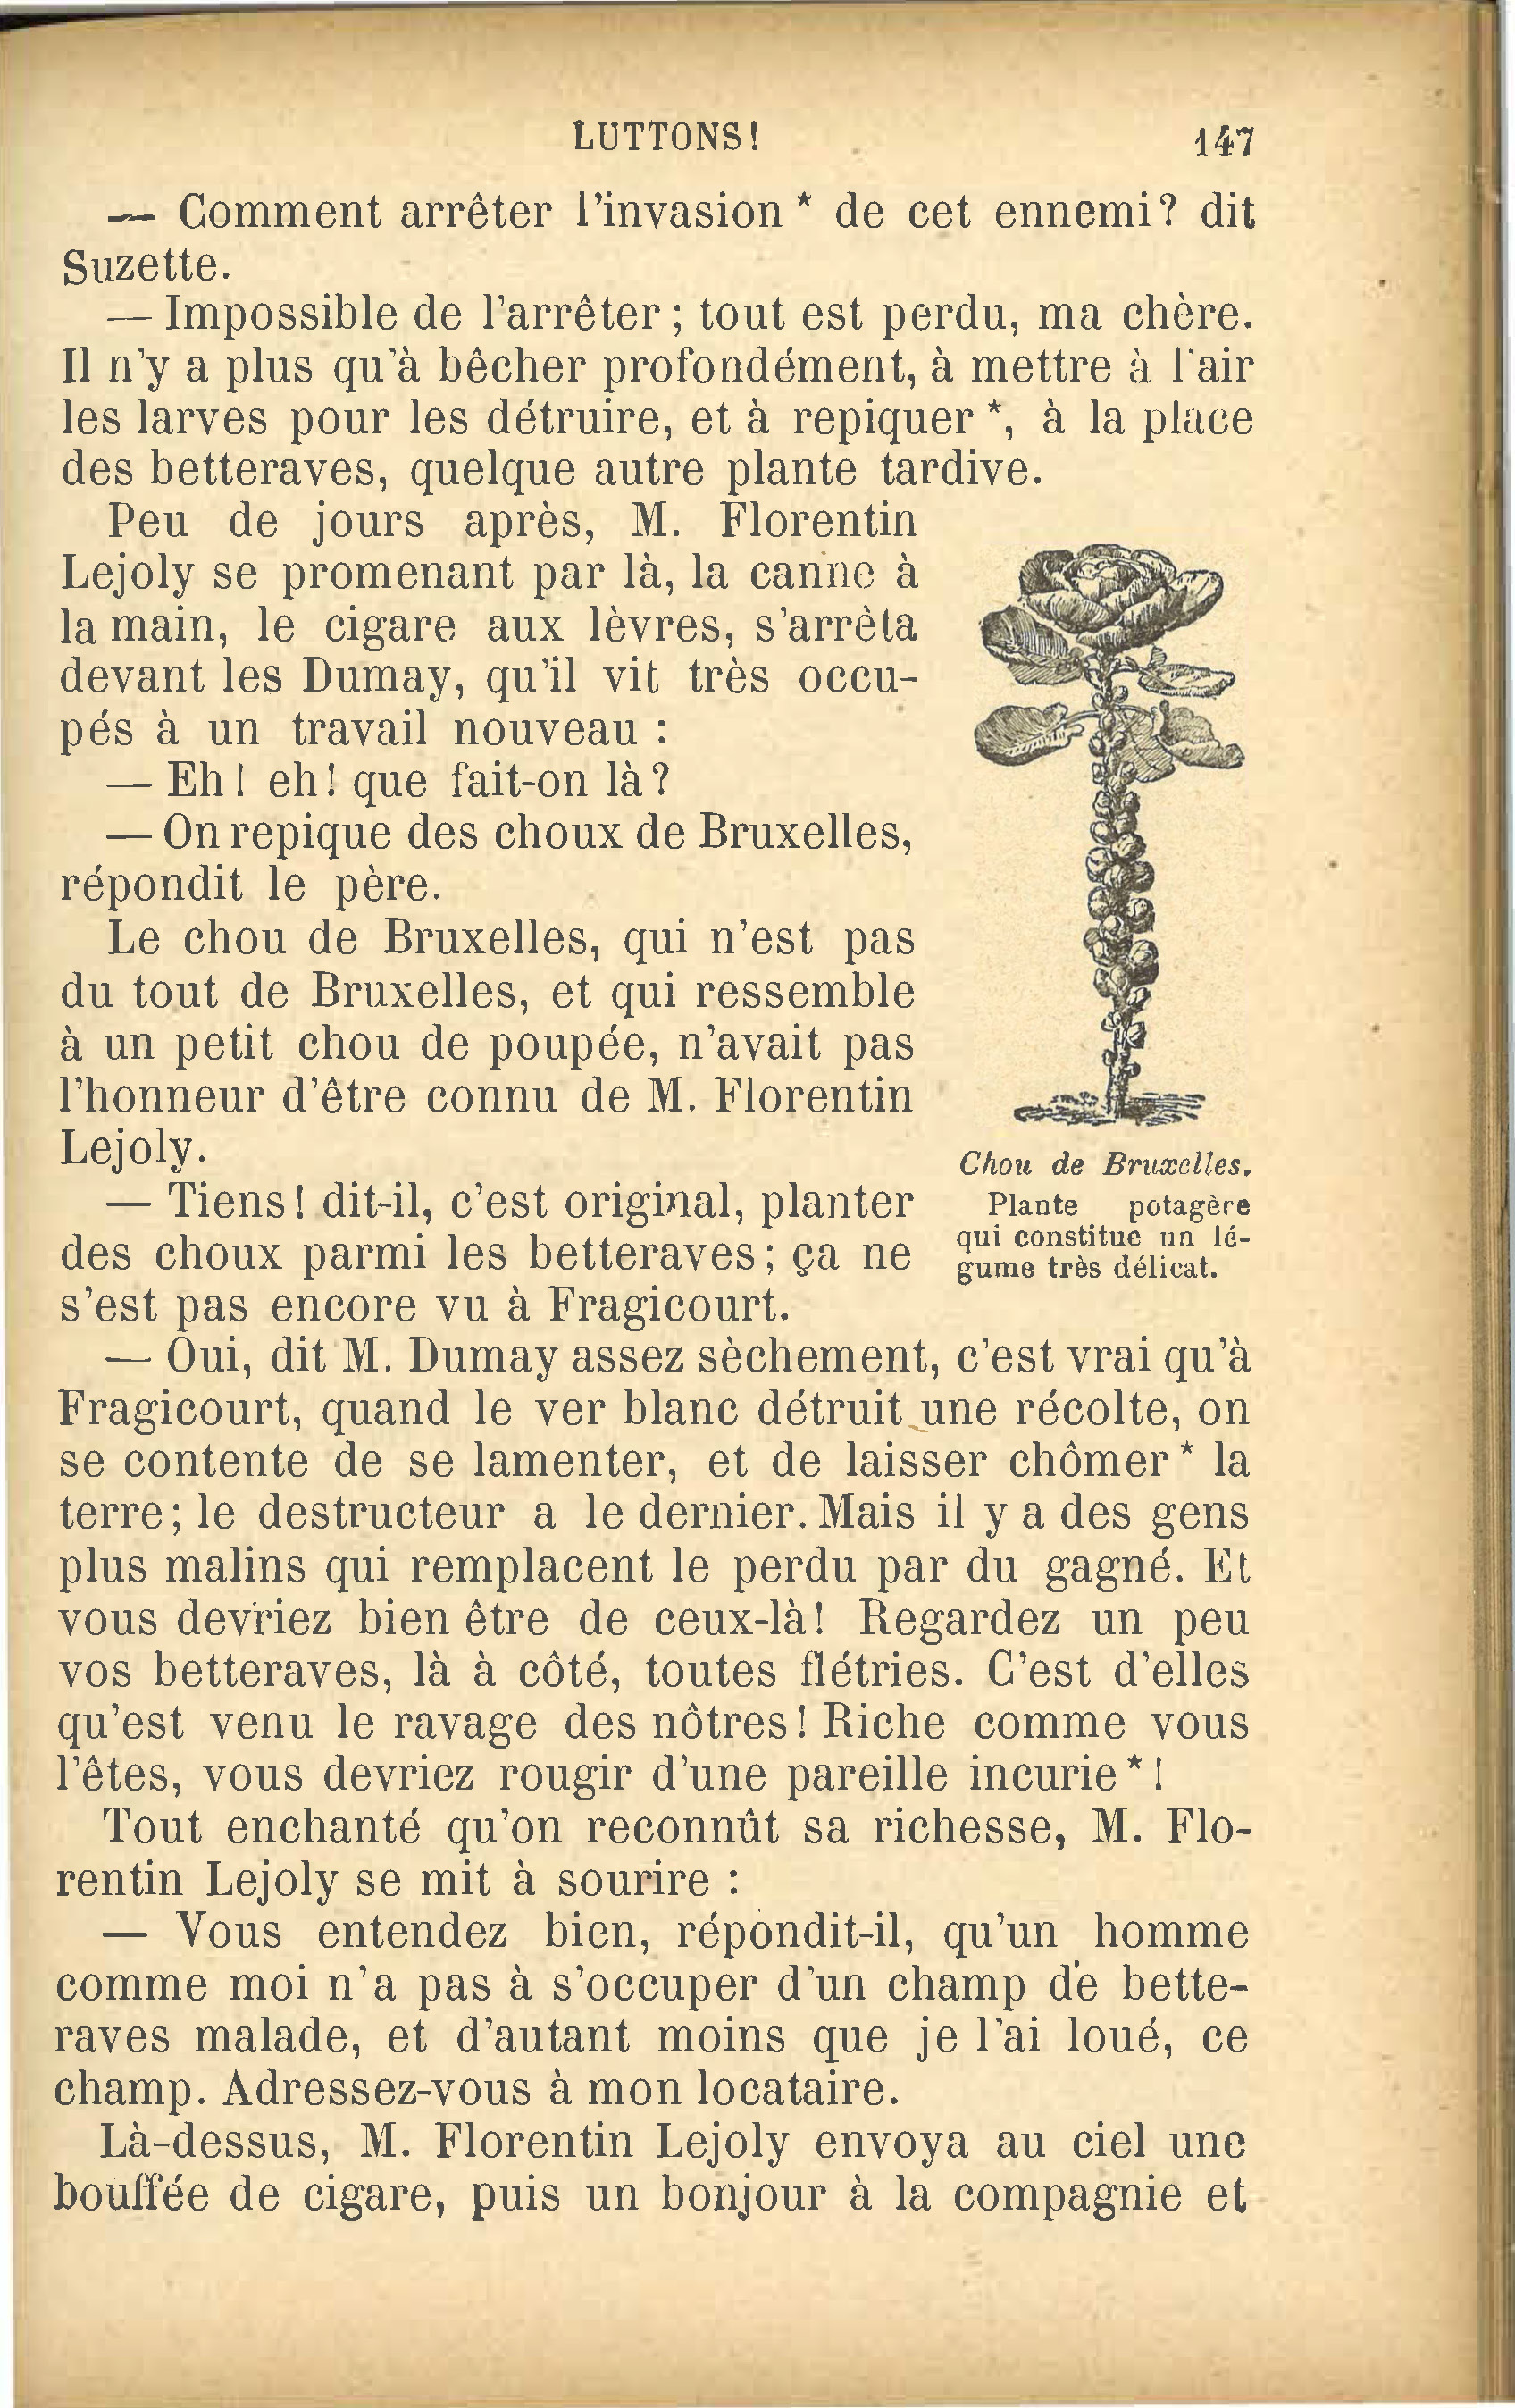 LUTTONS!
147
— Comment arrêter l'invasion * de cet ennemi? dit
Suzette.
— Impossible de l'arrêter; tout est perdu, ma chère.
Il n'y a plus qu'à bêcher profondément, à mettre à l'air
les larves pour les détruire, et à repiquer *, à la place
des betteraves, quelque autre plante tardive.
Peu de jours après, M. Florentin
Lejoly se promenant par là, la canne à
la main, le cigare aux lèvres, s'arrêta
devant les Dumay, qu'il vit très occu-
pés à un travail nouveau :
— Eh! eh! que fait-on là?
— On repique des choux de Bruxelles,
répondit le père.
Le chou de Bruxelles, qui n'est pas
du tout de Bruxelles, et qui ressemble
à un petit chou de poupée, n'avait pas
l'honneur d'être connu de M. Florentin
Lejoly.
— Tiens! dit-il, c'est original, planter
des choux parmi les betteraves; ça ne
s'est pas encore vu à Fragicourt.
Chou de Bruxelles.
Plante potagère
qui constitue un lé-
gume très délicat.
— Oui, dit M. Dumay assez sèchement, c'est vrai qu'à
Fragicourt, quand le ver blanc détruit une récolte, on
se contente de se lamenter, et de laisser chômer * la
terre; le destructeur a le dernier. Mais il y a des gens
plus malins qui remplacent le perdu par du gagné. Et
vous devriez bien être de ceux-là! Regardez un peu
vos betteraves, là à côté, toutes flétries. C'est d'elles
qu'est venu le ravage des nôtres! Riche comme vous
l'êtes, vous devriez rougir d'une pareille incurie *!
Tout enchanté qu'on reconnût sa richesse, M. Flo-
rentin Lejoly se mit à sourire :
— Vous entendez bien, répondit-il, qu'un homme
comme moi n'a pas à s'occuper d'un champ de bette-
raves malade, et d'autant moins que je l'ai loué, ce
champ. Adressez-vous à mon locataire.
Là-dessus, M. Florentin Lejoly envoya au ciel une
bouffée de cigare, puis un bonjour à la compagnie et